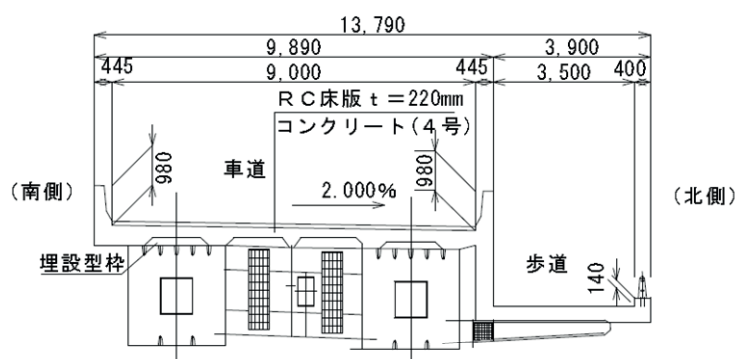 13,790
9,890
3,900
445
9,000
445
3,500
400
RC床版t=220mm
コンクリート(4号)
980
車道
980
(南側)
2.000%
(北側)
埋設型枠
歩道
140